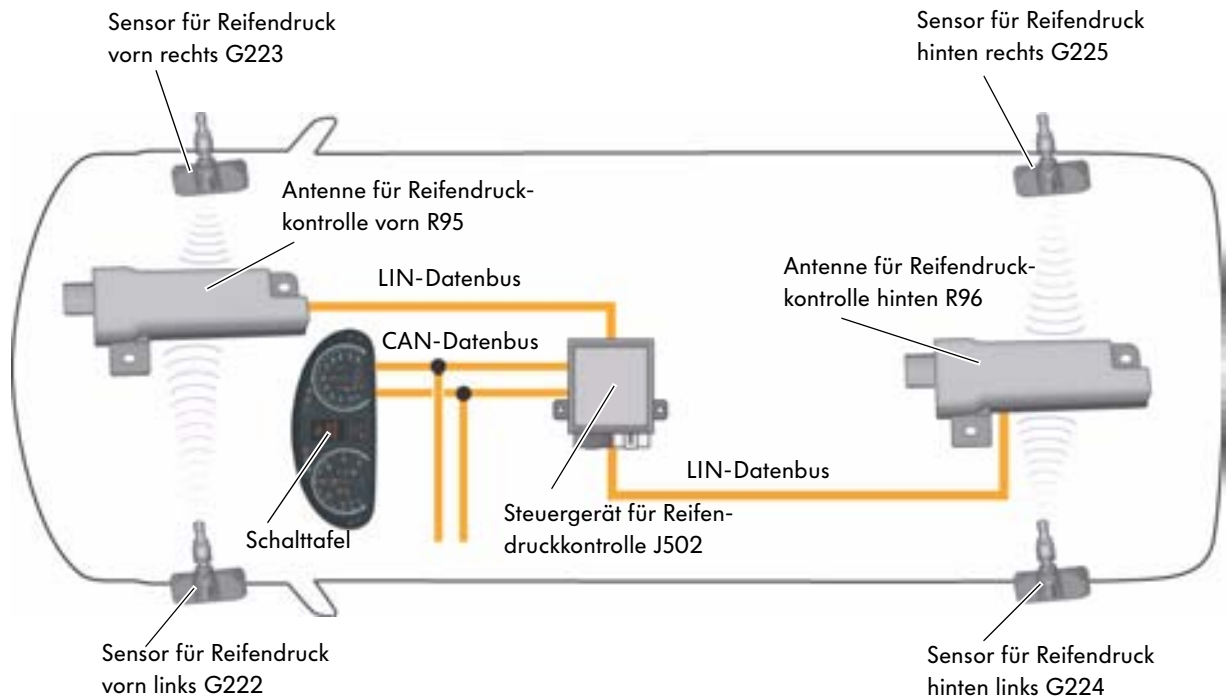 Sensor für Reifendruck
vorn rechts G223
Sensor für Reifendruck
hinten rechts G225
Antenne für Reifendruck-
kontrolle vorn R95
LIN-Datenbus
Antenne für Reifendruck-
kontrolle hinten R96
CAN-Datenbus
LIN-Datenbus
Steuergerät für Reifen-
druckkontrolle J502
Schalttafel
Sensor für Reifendruck
vorn links G222
Sensor für Reifendruck
hinten links G224